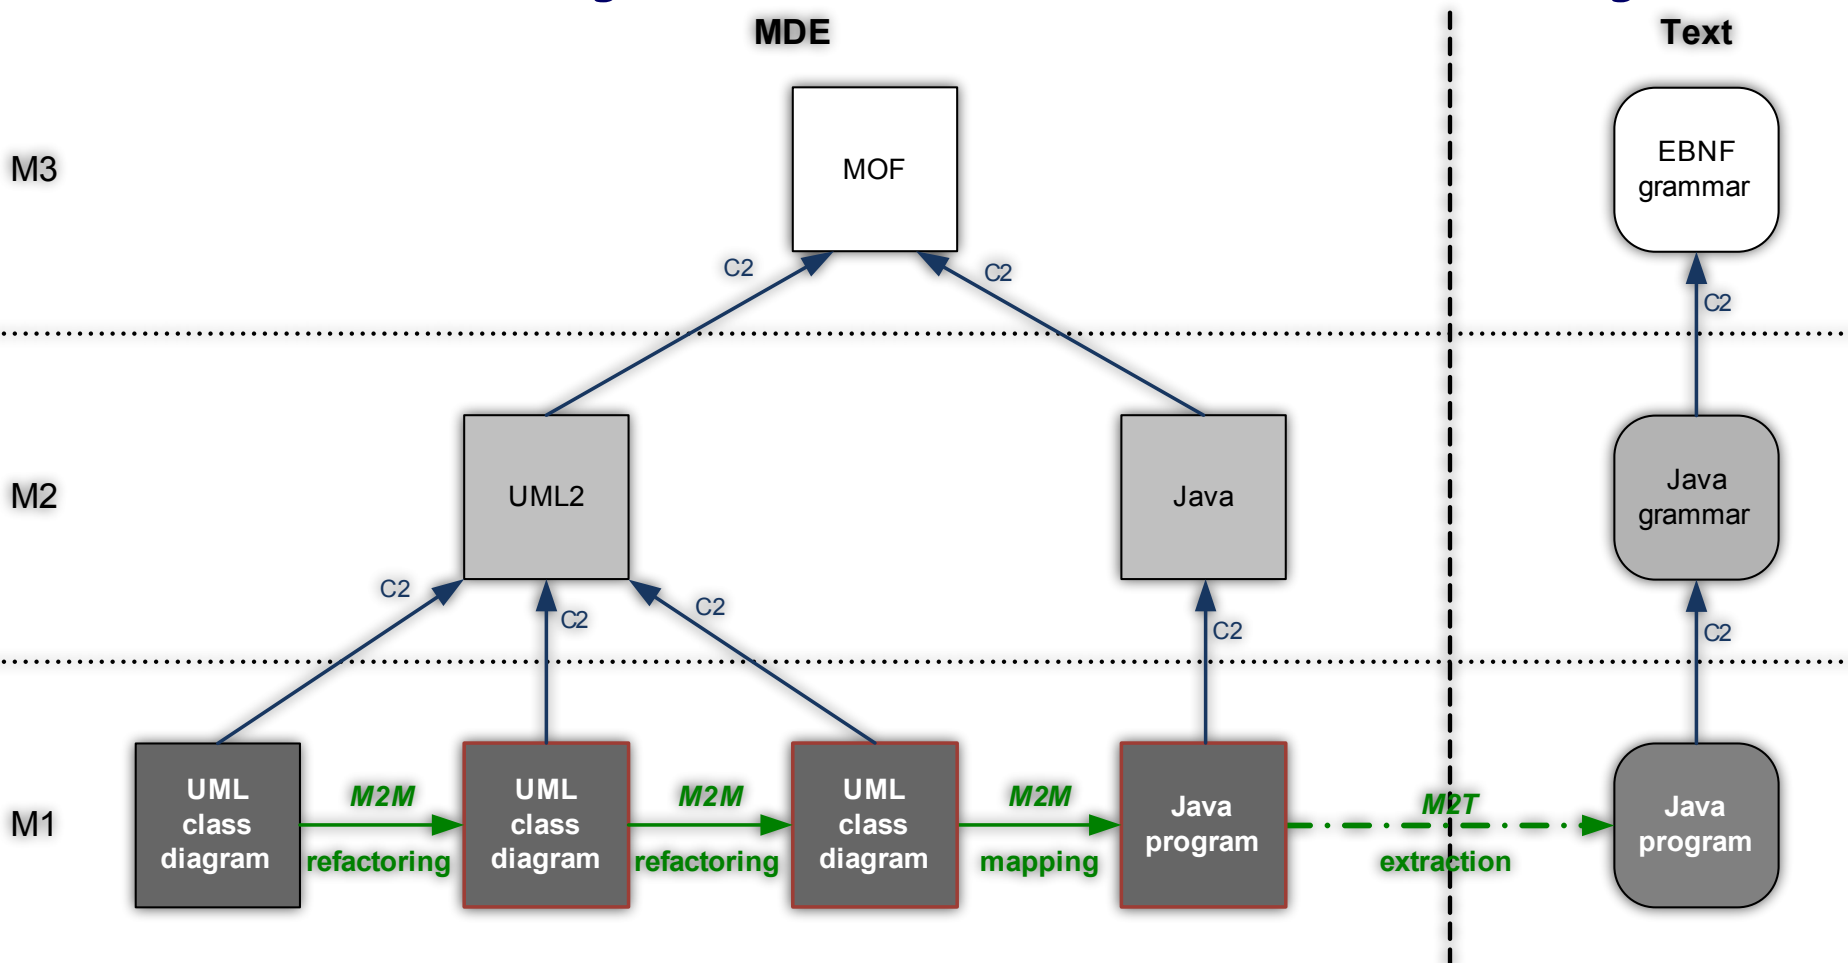 MDE
Text
M3
MOF
EBNF
grammar
C2
C2
C2
M2
UML2
Java
Java
grammar
C2
C2
C2
C2
C2
M1
UML
class
diagram
M2M
refactoring
UML
class
diagram
M2M
refactoring
UML
class
diagram
M2M
mapping
Java
program
M2T
extraction
Java
program